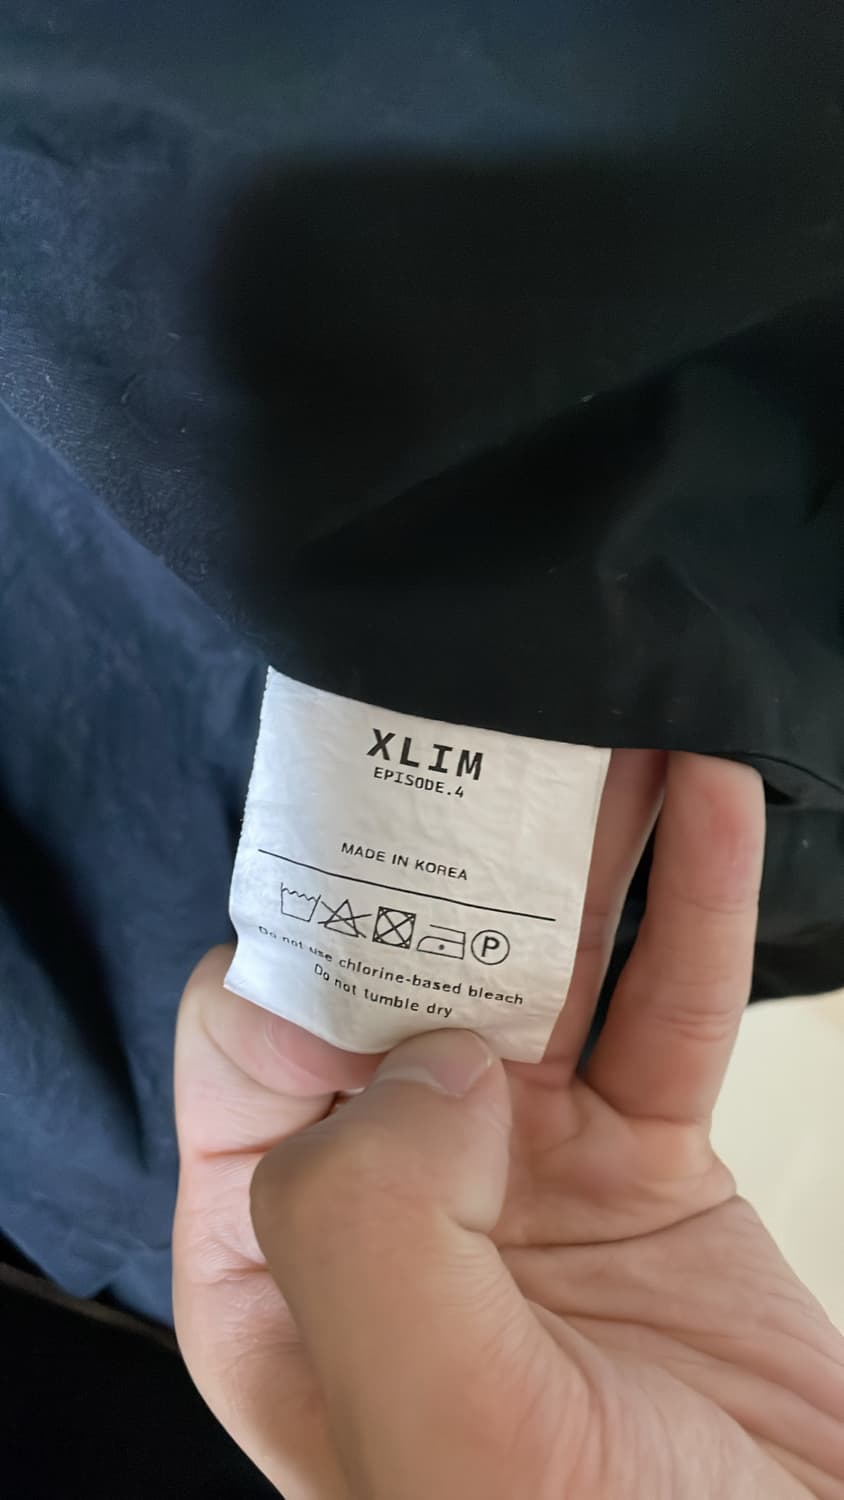 XLIM
EPISODE.4
MADE IN KOREA
P
Do not use chlorine-based bleach
Do not tumble dry